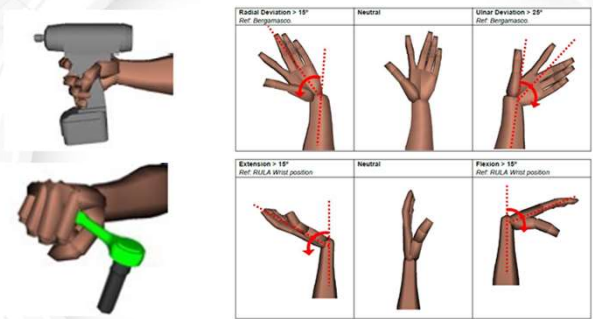 Radial Deviation > 15°
Ref: Bergamasco.
Neutral
Ulnar Deviation > 25°
Ref: Bergamasco
Extension > 15°
Ref: RULA Wrist position
Neutral
Flexion > 15°
Ref: RULA Wrist position